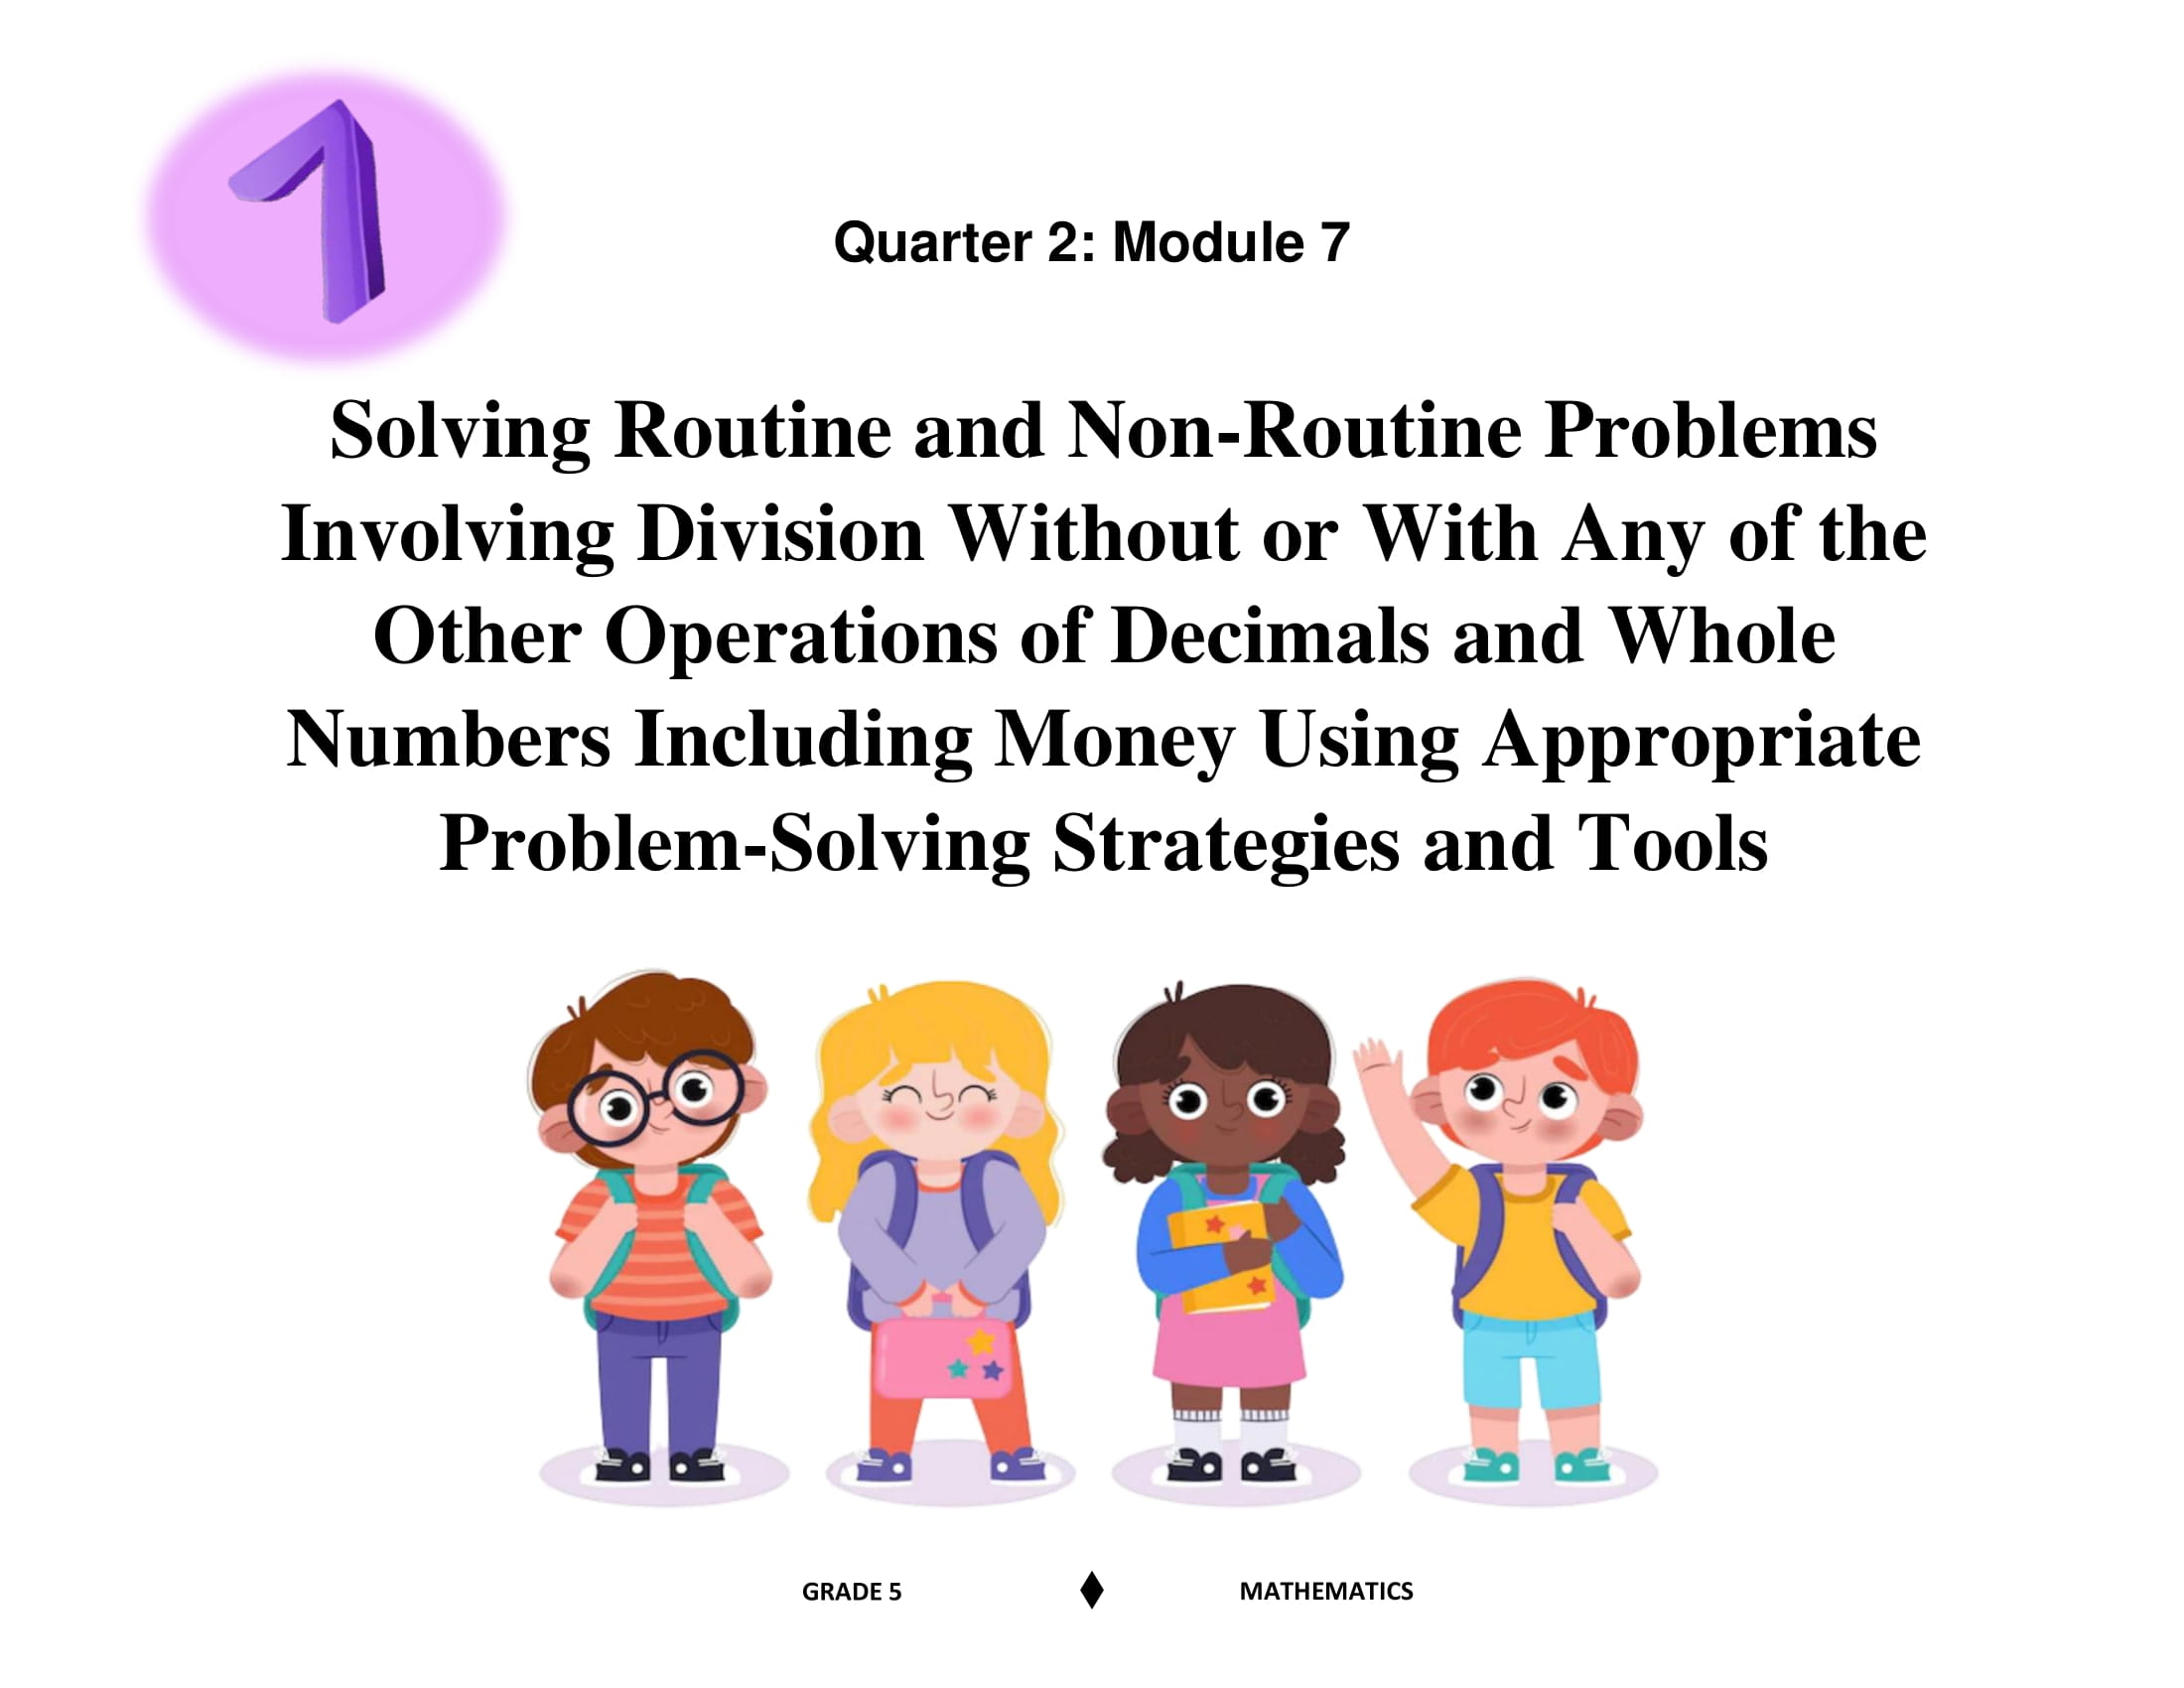 1
Quarter 2: Module 7
Solving Routine and Non-Routine Problems
Involving Division Without or With Any of the
Other Operations of Decimals and Whole
Numbers Including Money Using Appropriate
Problem-Solving Strategies and Tools
GRADE 5 ♦ MATHEMATICS